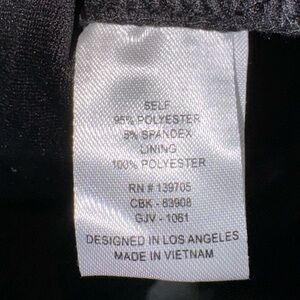 SELF
95% POLYESTER
5% SPANDEX
LINING
100% POLYESTER
RN # 139705
CBK - 63908
GJV - 1061
DESIGNED IN LOS ANGELES
MADE IN VIETNAM